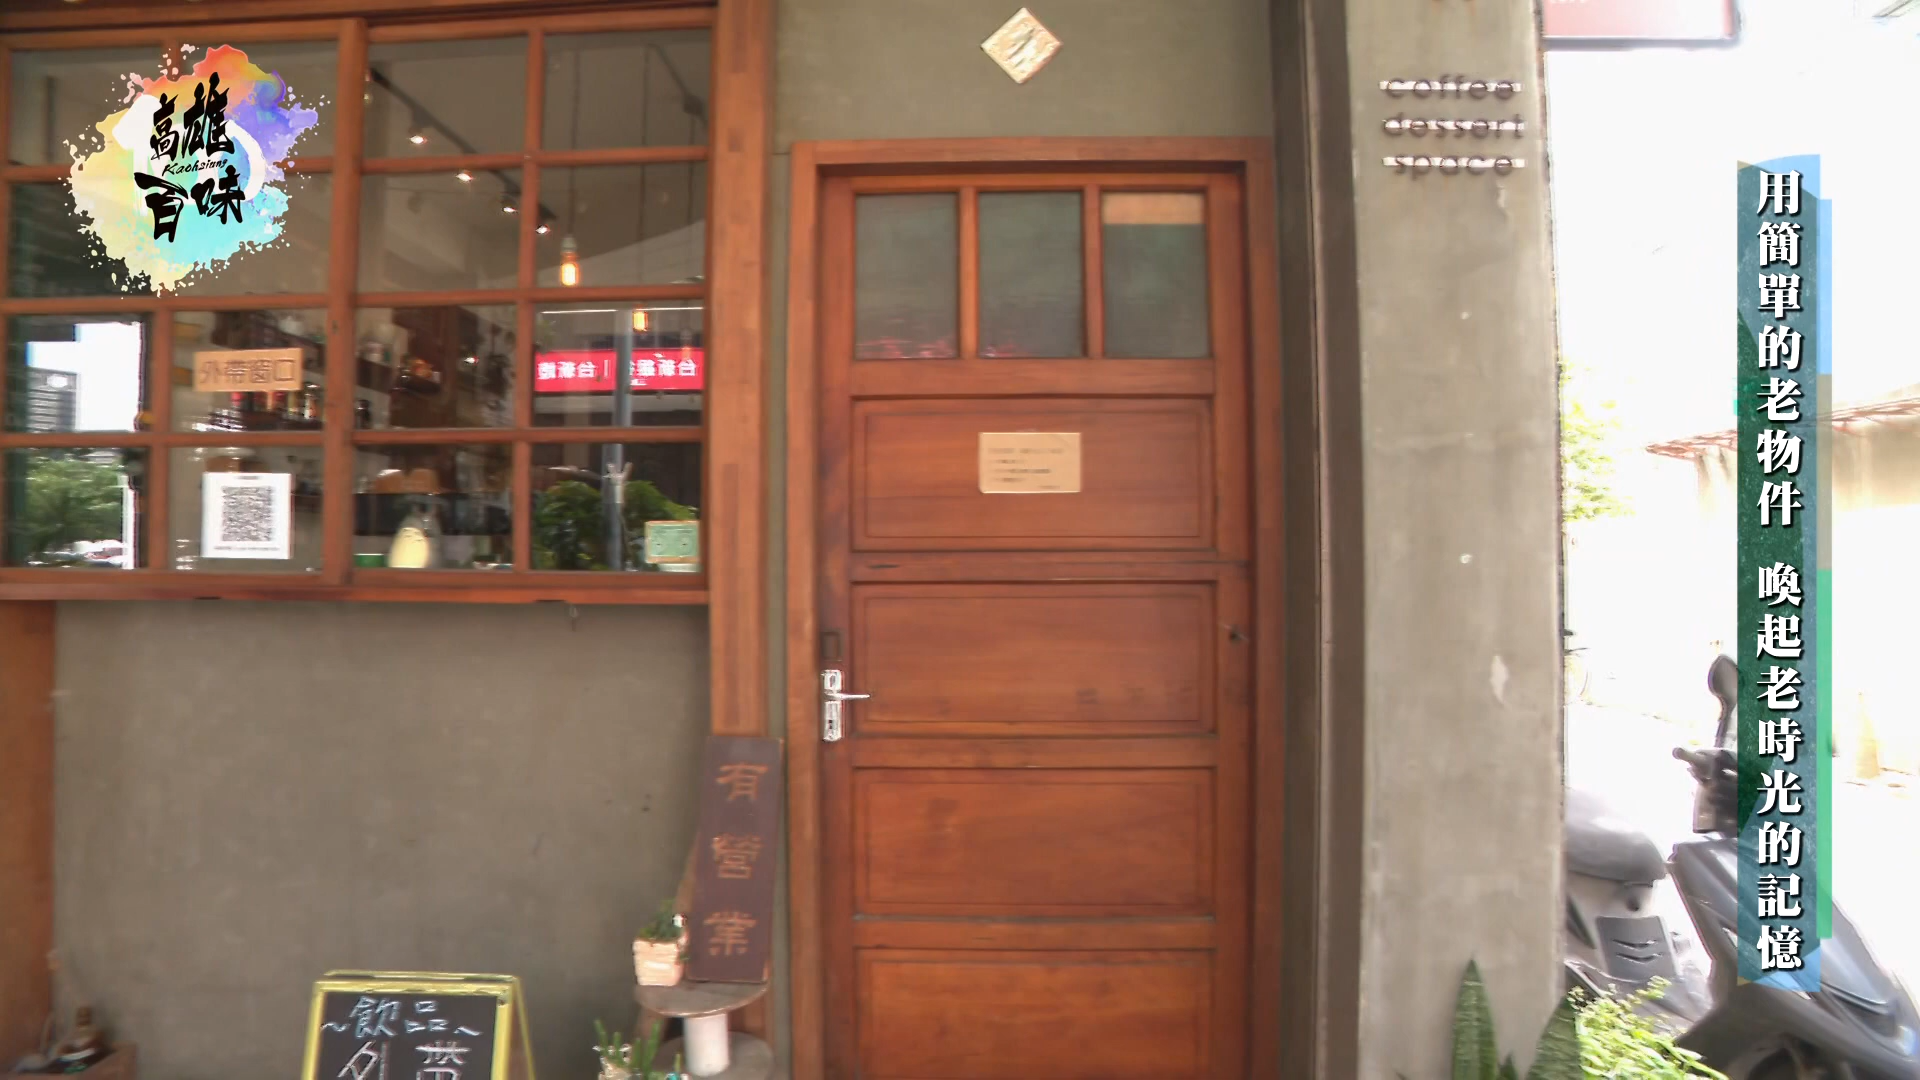 高雄
Kaohsiung
百味
coffee
dessert
space
外帶窗口
有營業
~飲品~
外帶
用簡單的老物件 喚起老時光的記憶